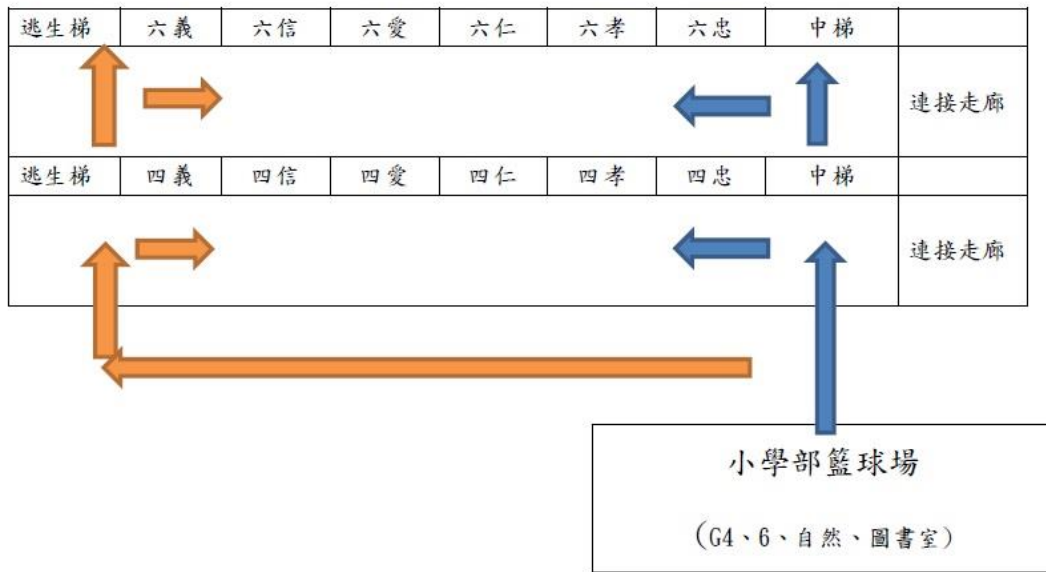 逃生梯 六義 六信 六愛 六仁 六孝 六忠 中梯
連接走廊
逃生梯 四義 四信 四愛 四仁 四孝 四忠 中梯
連接走廊
小學部籃球場
(G4、6、自然、圖書室)